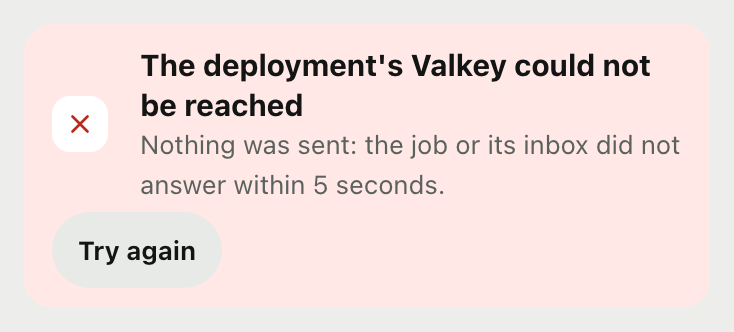 The deployment's Valkey could not
be reached
Nothing was sent: the job or its inbox did not
answer within 5 seconds.
Try again